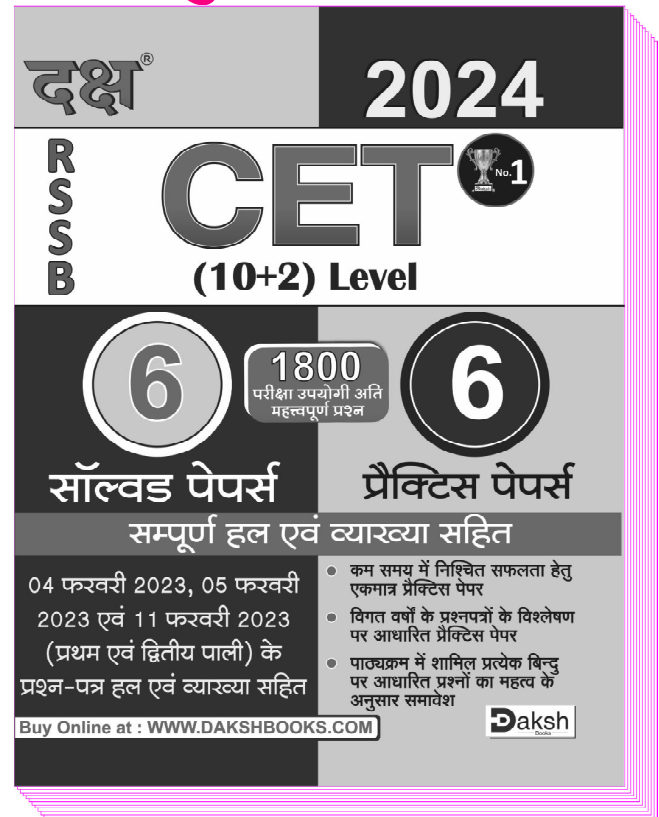 दक्ष®
2024
RSSB
CET
No.1
(10+2) Level
6
1800
परीक्षा उपयोगी अति
महत्त्वपूर्ण प्रश्न
6
सॉल्वड पेपर्स
प्रैक्टिस पेपर्स
सम्पूर्ण हल एवं व्याख्या सहित
04 फरवरी 2023, 05 फरवरी
2023 एवं 11 फरवरी 2023
(प्रथम एवं द्वितीय पाली) के
प्रश्न-पत्र हल एवं व्याख्या सहित
Buy Online at : WWW.DAKSHBOOKS.COM
कम समय में निश्चित सफलता हेतु
एकमात्र प्रैक्टिस पेपर
विगत वर्षों के प्रश्नपत्रों के विश्लेषण
पर आधारित प्रैक्टिस पेपर
पाठ्यक्रम में शामिल प्रत्येक बिन्दु
पर आधारित प्रश्नों का महत्व के
अनुसार समावेश
Daksh
Books